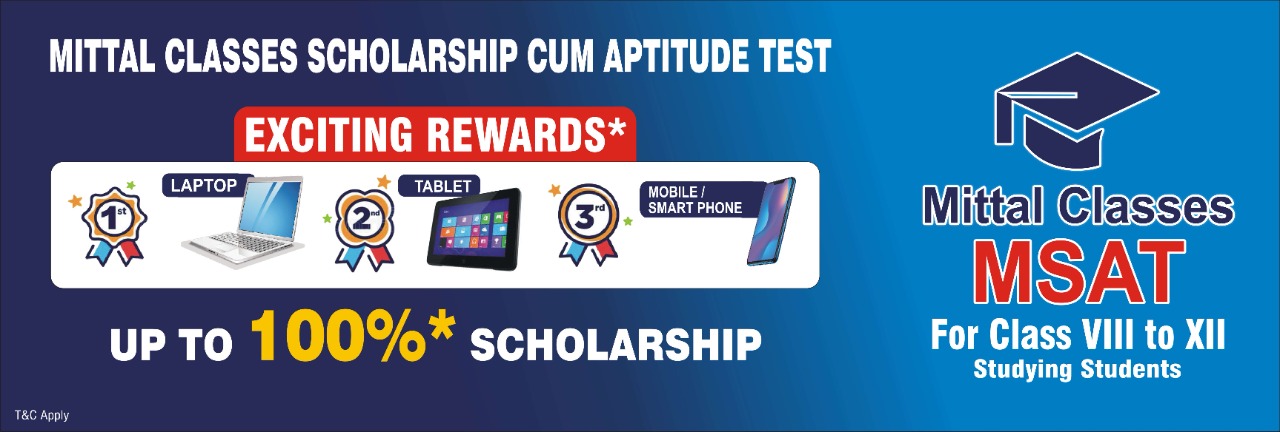 MITTAL CLASSES SCHOLARSHIP CUM APTITUDE TEST
EXCITING REWARDS*
1st
LAPTOP
2nd
TABLET
3rd
MOBILE /
SMART PHONE
UP TO 100%* SCHOLARSHIP
T&C Apply
Mittal Classes
MSAT
For Class VIII to XII
Studying Students